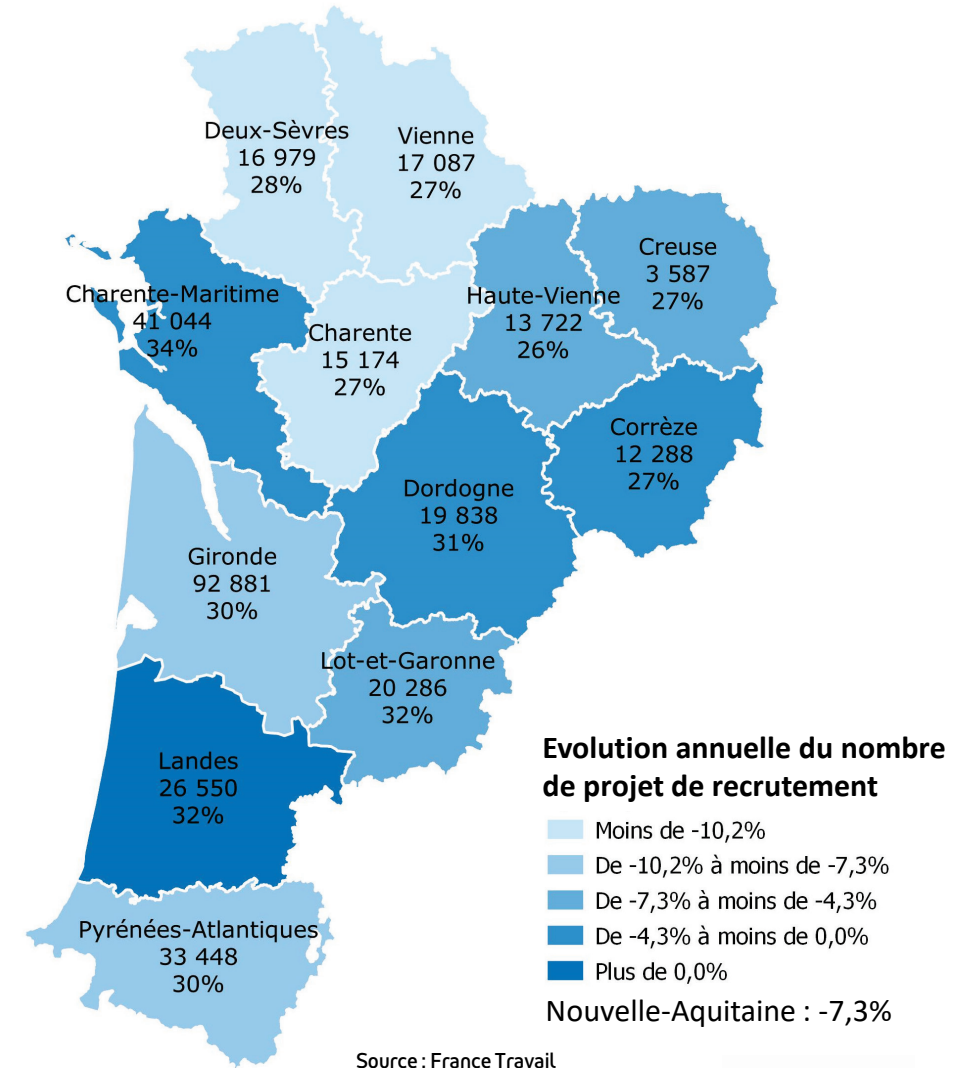 Deux-Sèvres
16 979
28%
Vienne
17 087
27%
Creuse
3 587
27%
Charente-Maritime
41 044
34%
Haute-Vienne
13 722
26%
Charente
15 174
27%
Corrèze
12 288
27%
Dordogne
19 838
31%
Gironde
92 881
30%
Lot-et-Garonne
20 286
32%
Landes
26 550
32%
Pyrénées-Atlantiques
33 448
30%
Evolution annuelle du nombre
de projet de recrutement
Moins de -10,2%
De -10,2% à moins de -7,3%
De -7,3% à moins de -4,3%
De -4,3% à moins de 0,0%
Plus de 0,0%
Nouvelle-Aquitaine : -7,3%
Source : France Travail